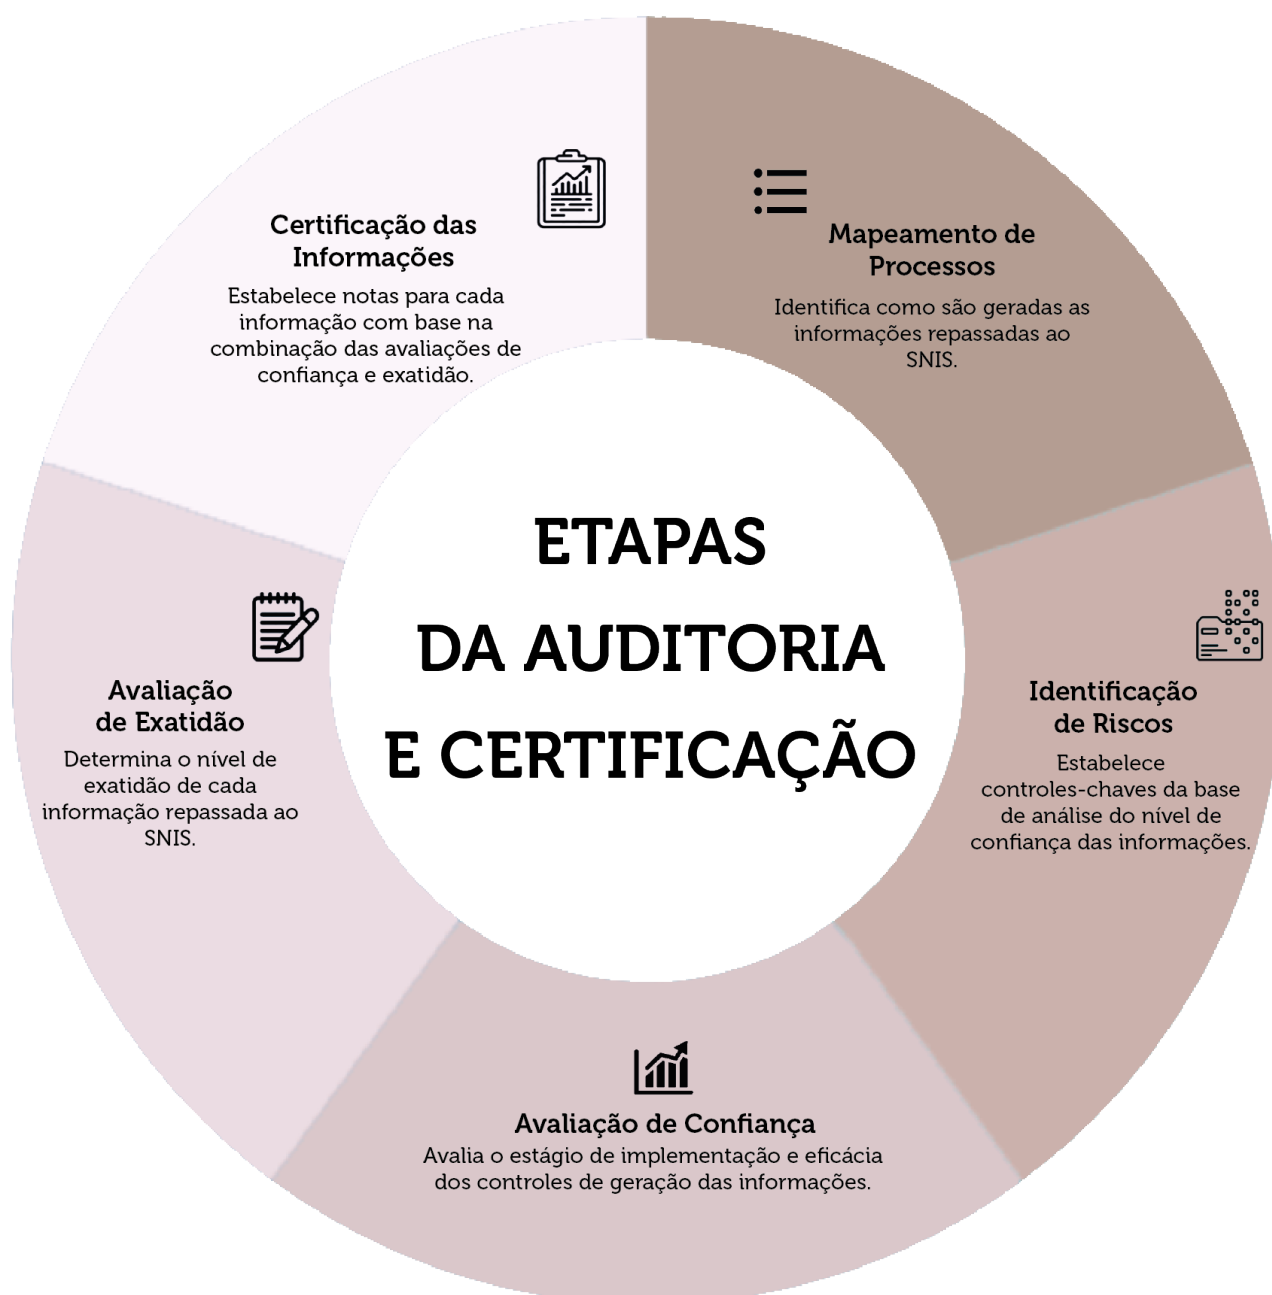 ETAPAS
DA AUDITORIA
E CERTIFICAÇÃO
Mapeamento de
Processos
Identifica como são geradas as
informações repassadas ao
SNIS.
Identificação
de Riscos
Estabelece
controles-chaves da base
de análise do nível de
confiança das informações.
Avaliação de Confiança
Avalia o estágio de implementação e eficácia
dos controles de geração das informações.
Avaliação
de Exatidão
Determina o nível de
exatidão de cada
informação repassada ao
SNIS.
Certificação das
Informações
Estabelece notas para cada
informação com base na
combinação das avaliações de
confiança e exatidão.